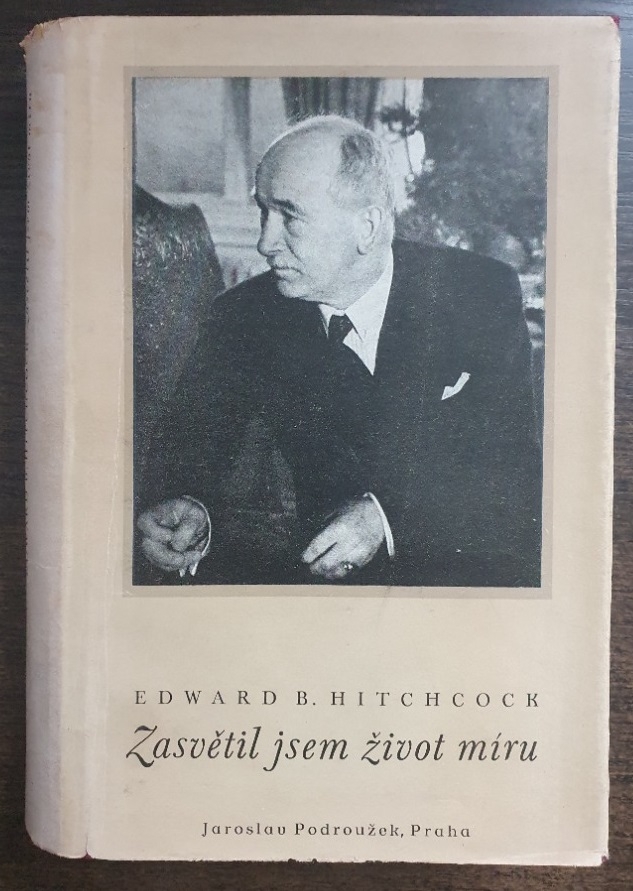 EDWARD B. HITCHCOCK
Zasvětil jsem život míru
Jaroslav Podroužek, Praha